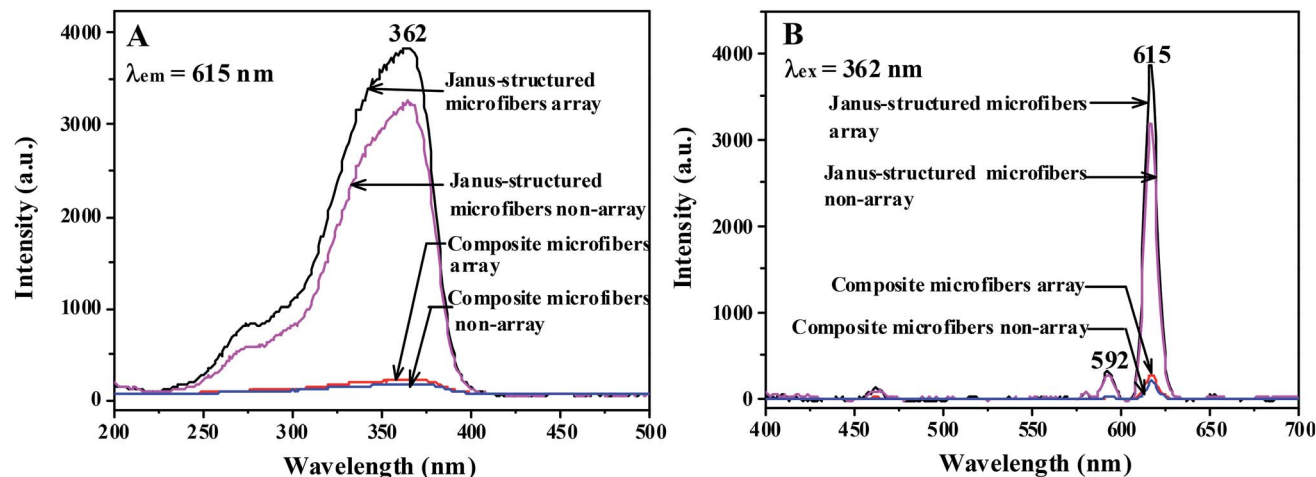 A
λem = 615 nm
362
Janus-structured
microfibers array
Janus-structured
microfibers non-array
Composite microfibers
array
Composite microfibers
non-array
4000
3000
2000
1000
0
Intensity (a.u.)
200 250 300 350 400 450 500
Wavelength (nm)
B
λex = 362 nm
615
Janus-structured microfibers
array
Janus-structured microfibers
non-array
Composite microfibers array
Composite microfibers non-array
592
4000
3000
2000
1000
0
Intensity (a.u.)
400 450 500 550 600 650 700
Wavelength (nm)